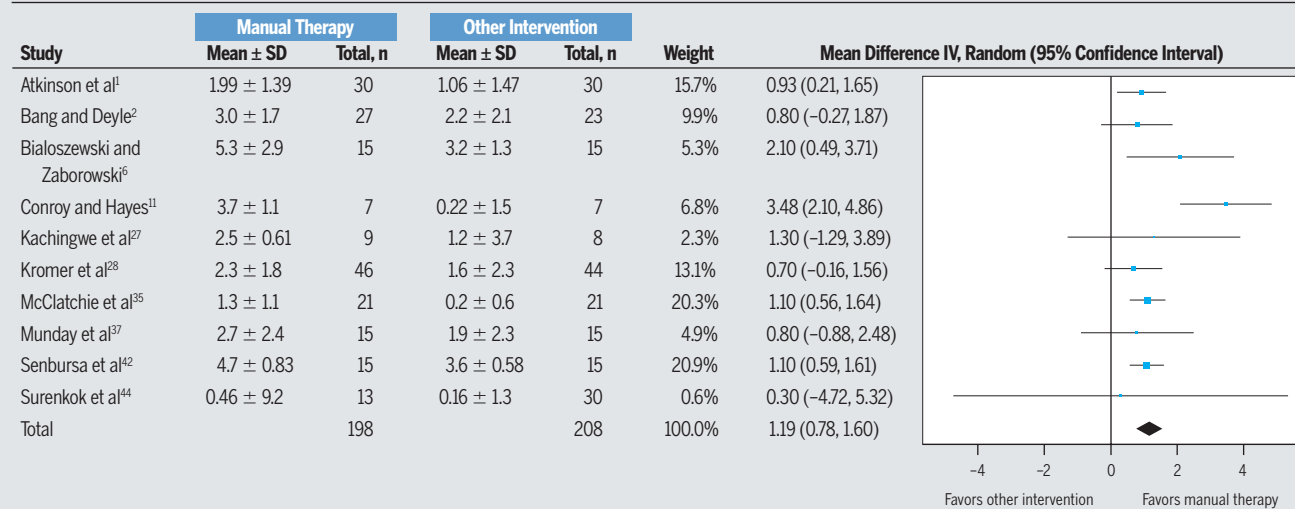 Manual Therapy Other Intervention
Study Mean ± SD Total, n Mean ± SD Total, n Weight Mean Difference IV, Random (95% Confidence Interval)
Atkinson et al¹ 1.99 ± 1.39 30 1.06 ± 1.47 30 15.7% 0.93 (0.21, 1.65)
Bang and Deyle² 3.0 ± 1.7 27 2.2 ± 2.1 23 9.9% 0.80 (−0.27, 1.87)
Bialoszewski and 5.3 ± 2.9 15 3.2 ± 1.3 15 5.3% 2.10 (0.49, 3.71)
Zaborowski⁶
Conroy and Hayes¹¹ 3.7 ± 1.1 7 0.22 ± 1.5 7 6.8% 3.48 (2.10, 4.86)
Kachingwe et al²⁷ 2.5 ± 0.61 9 1.2 ± 3.7 8 2.3% 1.30 (−1.29, 3.89)
Kromer et al²⁸ 2.3 ± 1.8 46 1.6 ± 2.3 44 13.1% 0.70 (−0.16, 1.56)
McClatchie et al³⁵ 1.3 ± 1.1 21 0.2 ± 0.6 21 20.3% 1.10 (0.56, 1.64)
Munday et al³⁷ 2.7 ± 2.4 15 1.9 ± 2.3 15 4.9% 0.80 (−0.88, 2.48)
Senbursa et al⁴² 4.7 ± 0.83 15 3.6 ± 0.58 15 20.9% 1.10 (0.59, 1.61)
Surenkok et al⁴⁴ 0.46 ± 9.2 13 0.16 ± 1.3 30 0.6% 0.30 (−4.72, 5.32)
Total 198 208 100.0% 1.19 (0.78, 1.60)
−4 −2 0 2 4
Favors other intervention Favors manual therapy